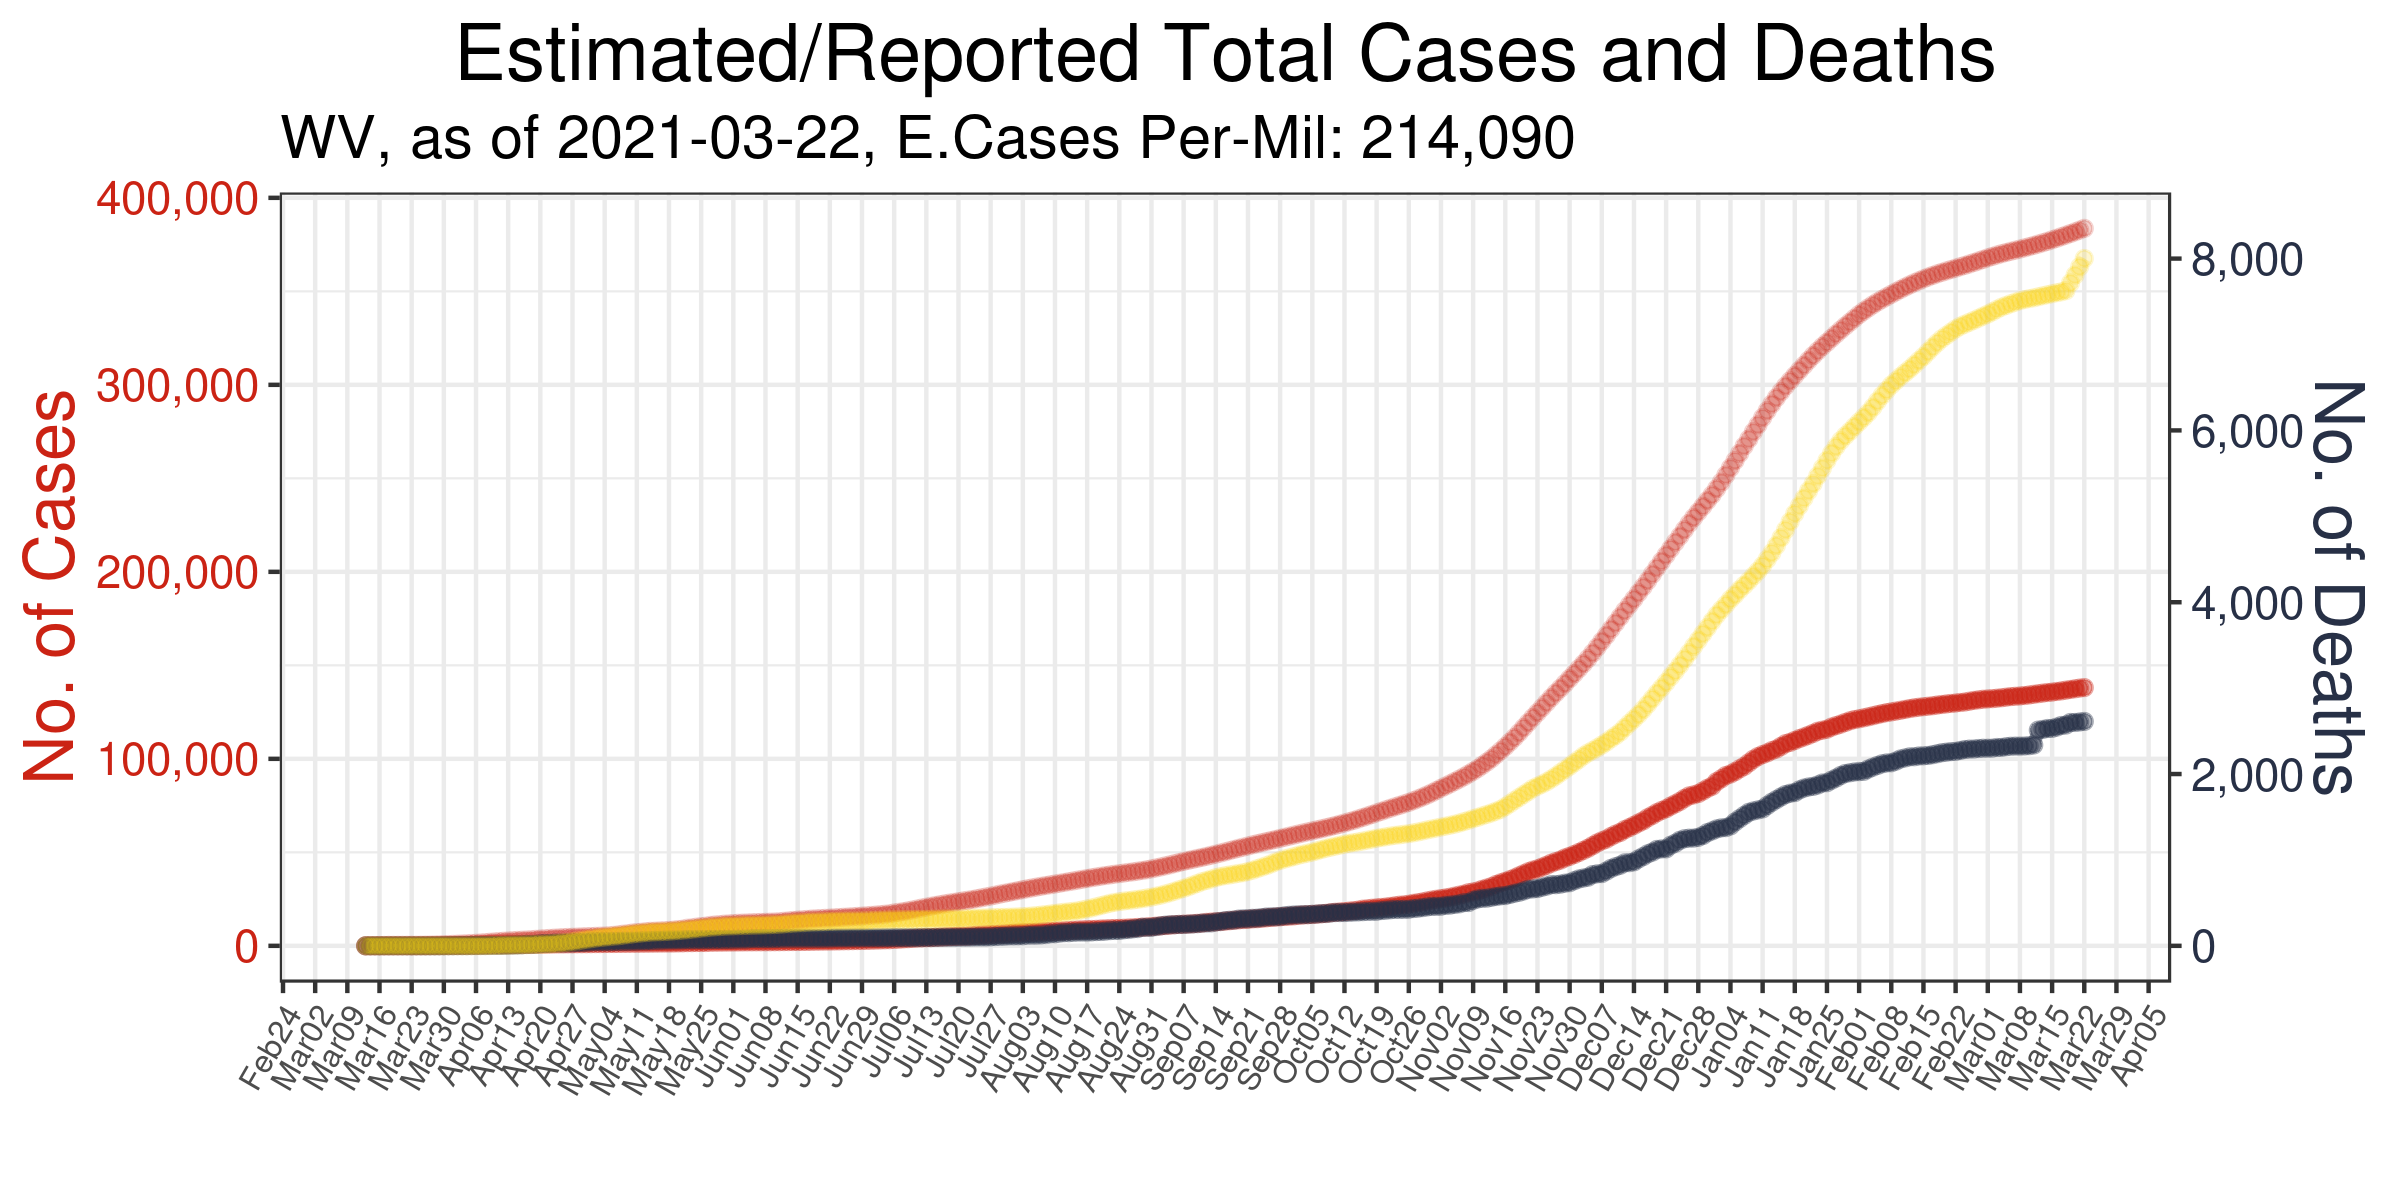 Estimated/Reported Total Cases and Deaths
WV, as of 2021-03-22, E.Cases Per-Mil: 214,090
No. of Cases
400,000
300,000
200,000
100,000
0
8,000
6,000
4,000
2,000
0
No. of Deaths
Feb24
Mar02
Mar09
Mar16
Mar23
Mar30
Apr06
Apr13
Apr20
Apr27
May04
May11
May18
May25
Jun01
Jun08
Jun15
Jun22
Jun29
Jul06
Jul13
Jul20
Jul27
Aug03
Aug10
Aug17
Aug24
Aug31
Sep07
Sep14
Sep21
Sep28
Oct05
Oct12
Oct19
Oct26
Nov02
Nov09
Nov16
Nov23
Nov30
Dec07
Dec14
Dec21
Dec28
Jan04
Jan11
Jan18
Jan25
Feb01
Feb08
Feb15
Feb22
Mar01
Mar08
Mar15
Mar22
Mar29
Apr05